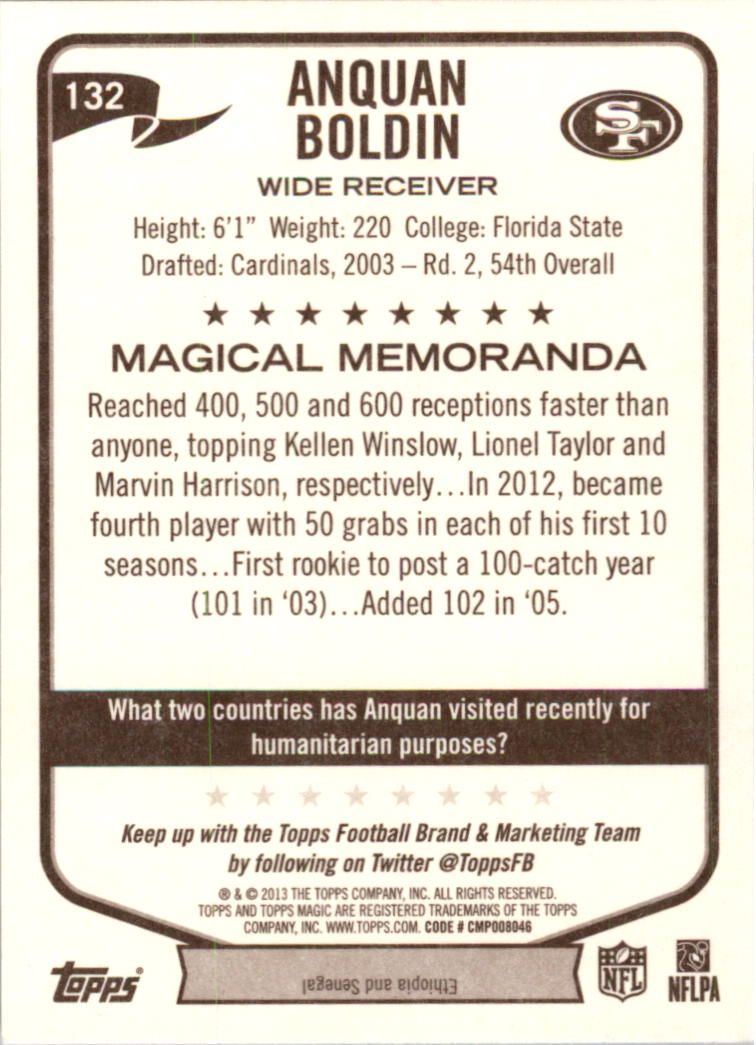 132
ANQUAN
BOLDIN
SF
WIDE RECEIVER
Height: 6'1" Weight: 220 College: Florida State
Drafted: Cardinals, 2003 – Rd. 2, 54th Overall
MAGICAL MEMORANDA
Reached 400, 500 and 600 receptions faster than
anyone, topping Kellen Winslow, Lionel Taylor and
Marvin Harrison, respectively...In 2012, became
fourth player with 50 grabs in each of his first 10
seasons...First rookie to post a 100-catch year
(101 in ‘03)...Added 102 in ‘05.
What two countries has Anquan visited recently for
humanitarian purposes?
Keep up with the Topps Football Brand & Marketing Team
by following on Twitter @ToppsFB
® & © 2013 THE TOPPS COMPANY, INC. ALL RIGHTS RESERVED.
TOPPS AND TOPPS MAGIC ARE REGISTERED TRADEMARKS OF THE TOPPS
COMPANY, INC. WWW.TOPPS.COM. CODE # CMP008046
Topps®
Ethiopia and Senegal
NFL
NFLPA